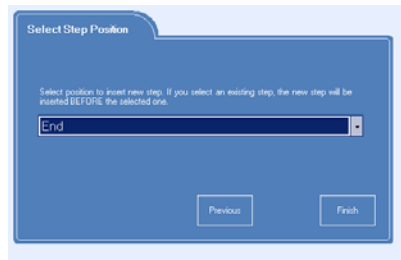 Select Step Position
Select position to insert new step. If you select an existing step, the new step will be
inserted BEFORE the selected one.
End
Previous
Finish